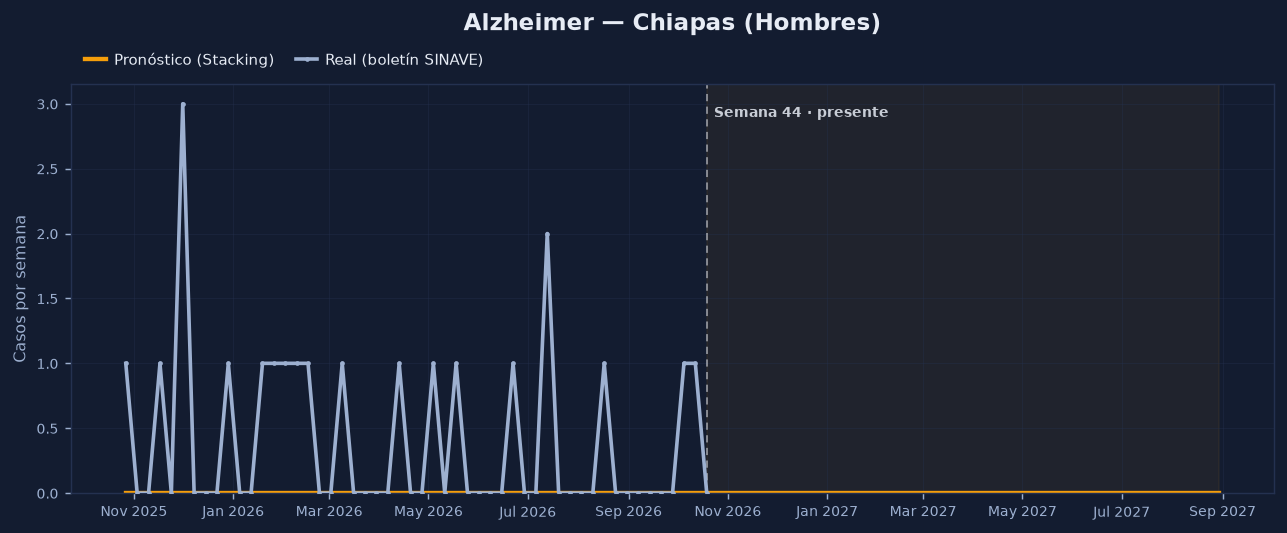 Alzheimer — Chiapas (Hombres)
Pronóstico (Stacking)
Real (boletín SINAVE)
Semana 44 · presente
Casos por semana
3.0
2.5
2.0
1.5
1.0
0.5
0.0
Nov 2025
Jan 2026
Mar 2026
May 2026
Jul 2026
Sep 2026
Nov 2026
Jan 2027
Mar 2027
May 2027
Jul 2027
Sep 2027